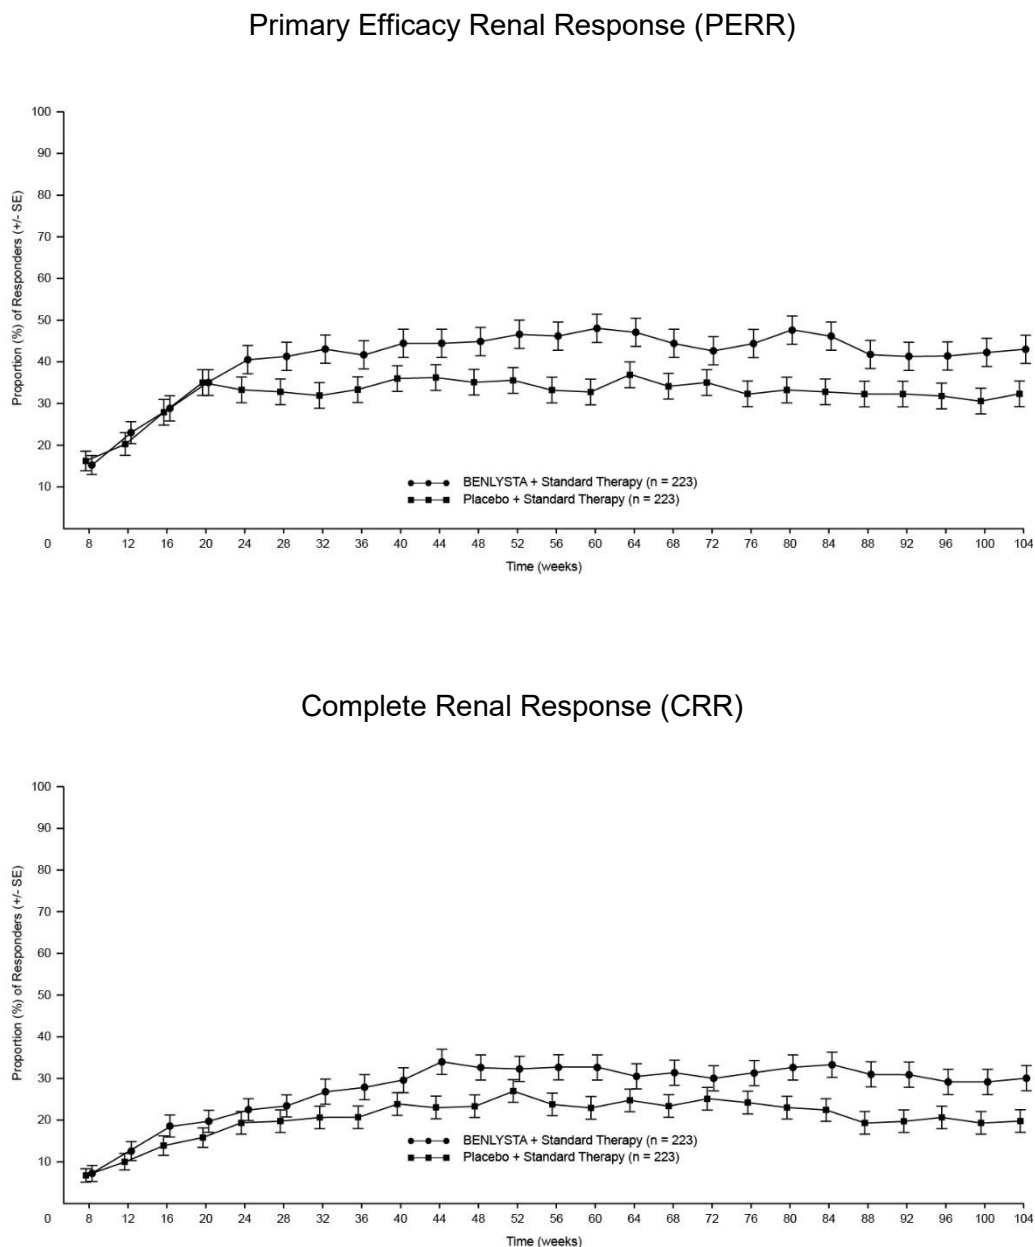 Primary Efficacy Renal Response (PERR)
Proportion (%) of Responders (+/- SE)
100
90
80
70
60
50
40
30
20
10
BENLYSTA + Standard Therapy (n = 223)
Placebo + Standard Therapy (n = 223)
0 8 12 16 20 24 28 32 36 40 44 48 52 56 60 64 68 72 76 80 84 88 92 96 100 104
Time (weeks)
Complete Renal Response (CRR)
Proportion (%) of Responders (+/- SE)
100
90
80
70
60
50
40
30
20
10
BENLYSTA + Standard Therapy (n = 223)
Placebo + Standard Therapy (n = 223)
0 8 12 16 20 24 28 32 36 40 44 48 52 56 60 64 68 72 76 80 84 88 92 96 100 104
Time (weeks)